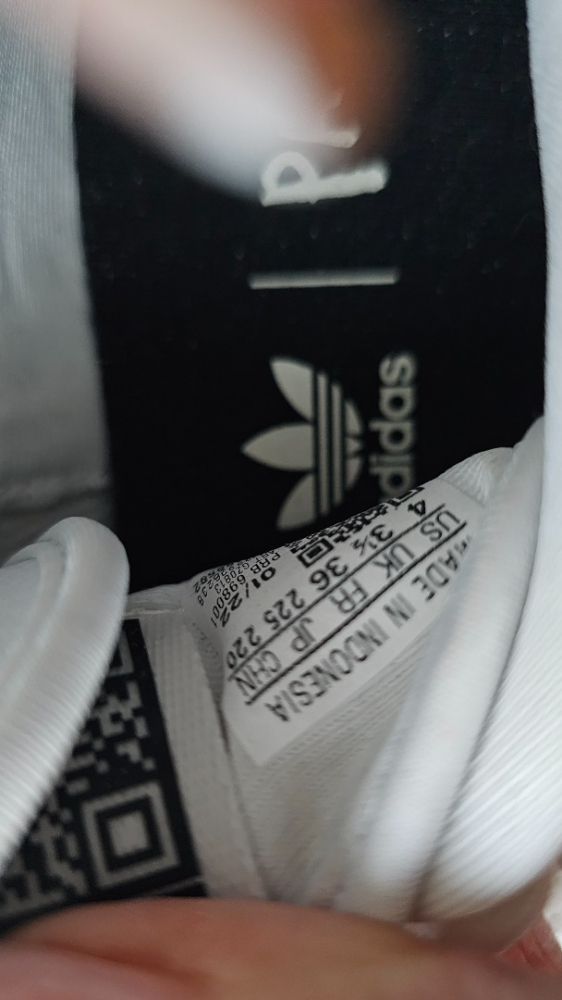 adidas
MADE IN INDONESIA
US UK FR JP CHN
4 3½ 36 225 220
01/22